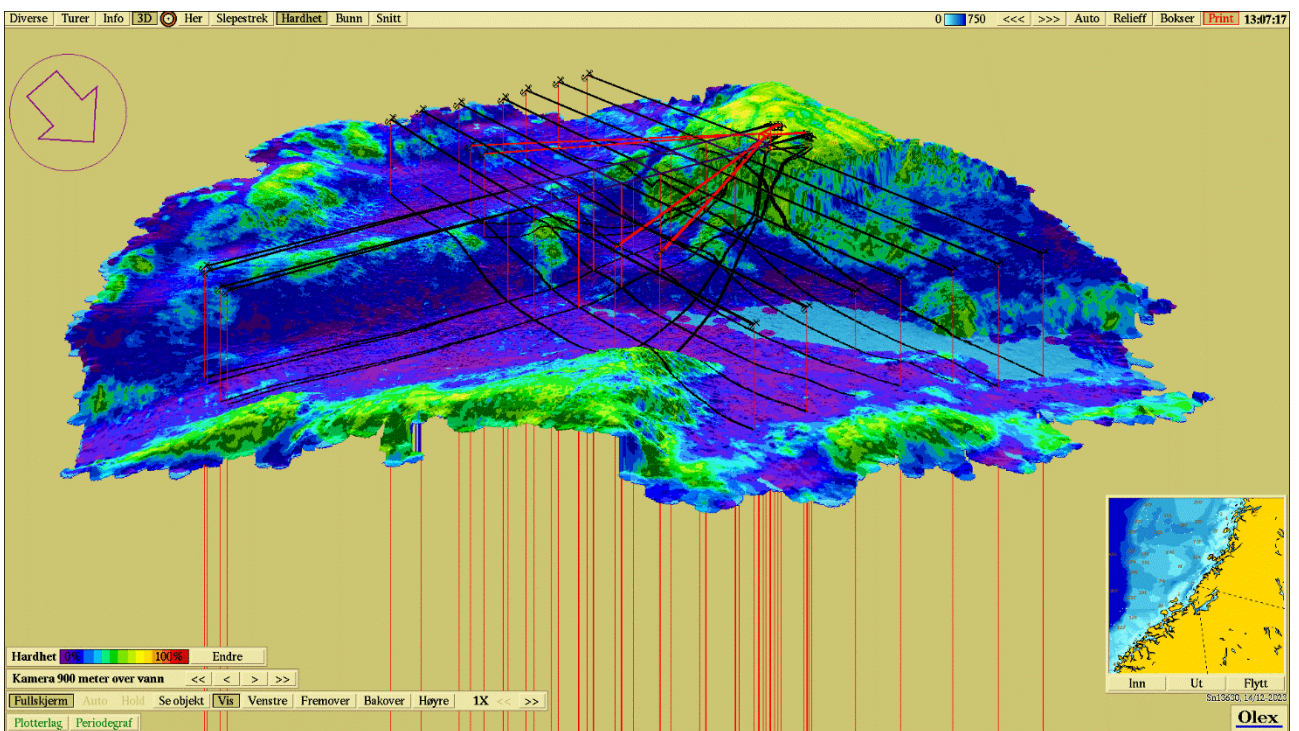 Diverse Turer Info 3D Her Slepestrek Hardhet Bunn Snitt 0 750 <<< >>> Auto Relieff Bokser Print 13:07:17
Hardhet 0% 100% Endre
Kamera 900 meter over vann << < > >>
Fullskjerm Auto Hold Se objekt Vis Venstre Fremover Bakover Høyre 1X << >>
Plotterlag Periodegraf
Inn Ut Flytt
Olex